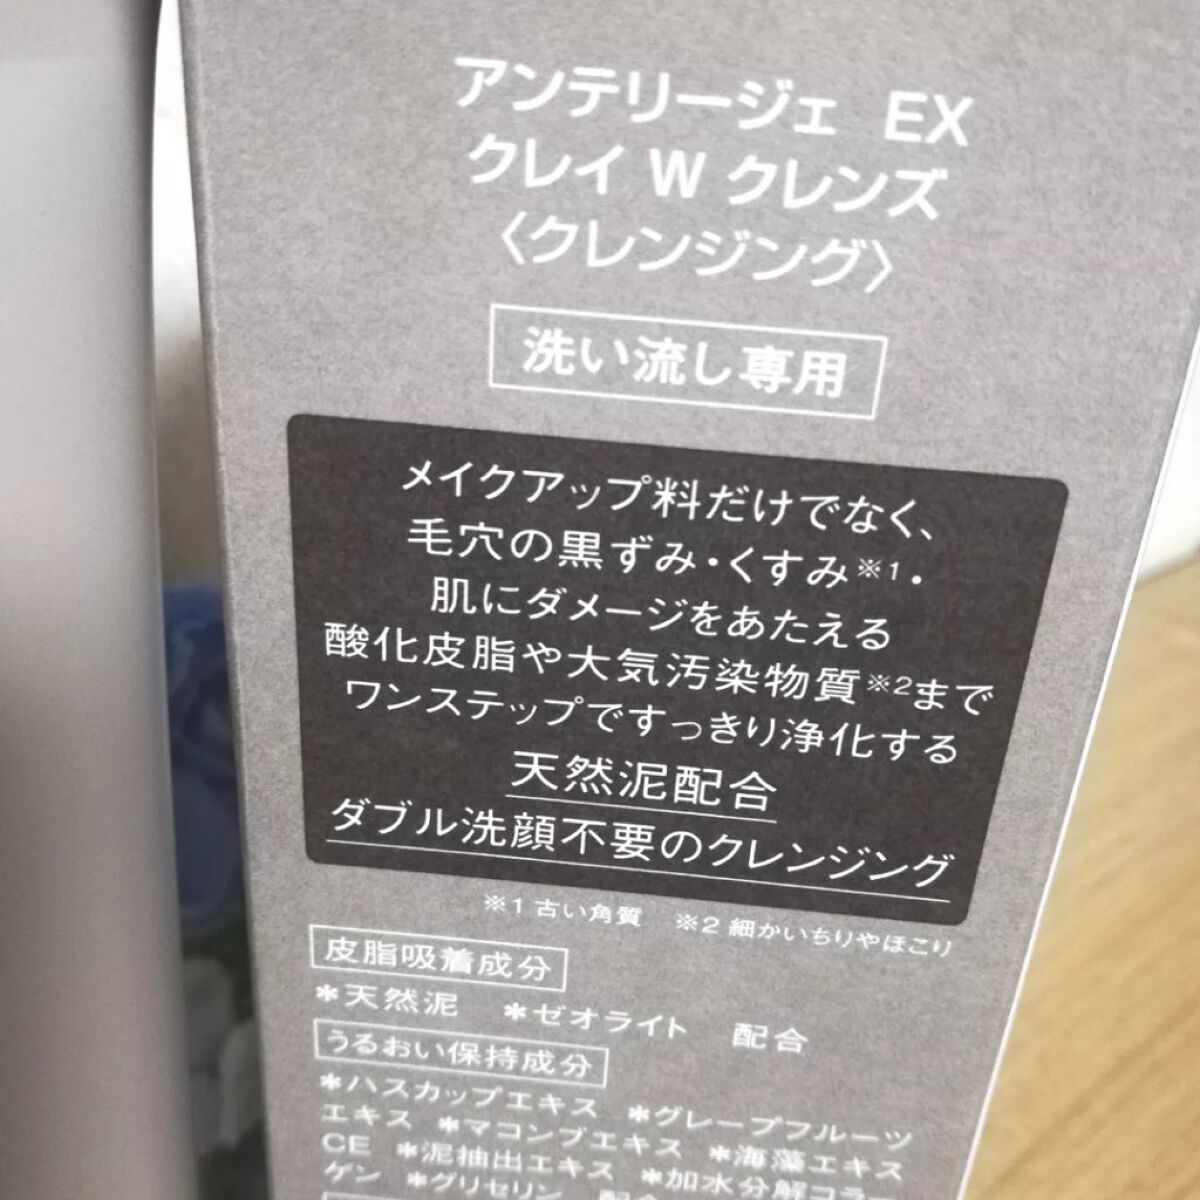 アンテリージェ EX
クレイ W クレンズ
〈クレンジング〉
洗い流し専用
メイクアップ料だけでなく、
毛穴の黒ずみ・くすみ※1・
肌にダメージをあたえる
酸化皮脂や大気汚染物質※2まで
ワンステップですっきり浄化する
天然泥配合
ダブル洗顔不要のクレンジング
※1 古い角質 ※2 細かいちりやほこり
皮脂吸着成分
＊天然泥 ＊ゼオライト 配合
うるおい保持成分
＊ハスカップエキス ＊グレープフルーツ
エキス ＊マコンブエキス ＊海藻エキス
CE ＊泥抽出エキス ＊加水分解コラー
ゲン ＊グリセリン 配合